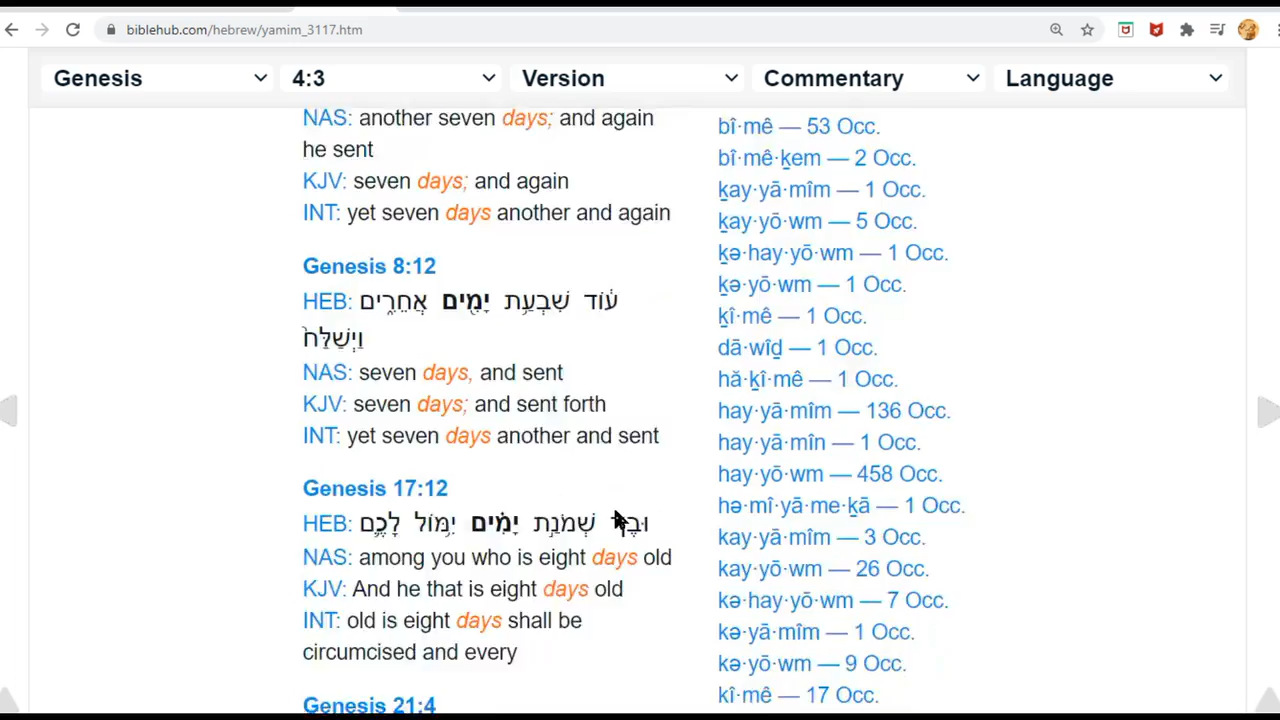 biblehub.com/hebrew/yamim_3117.htm
Genesis 4:3 Version Commentary Language
NAS: another seven days; and again
he sent
KJV: seven days; and again
INT: yet seven days another and again
Genesis 8:12
HEB: ע֔וֹד שִׁבְעַ֥ת יָמִ֖ים אֲחֵרִ֑ים
וַיְשַׁלַּח֙
NAS: seven days, and sent
KJV: seven days; and sent forth
INT: yet seven days another and sent
Genesis 17:12
HEB: שְׁמֹנַ֣ת יָמִ֗ים יִמּ֥וֹל לָכֶ֛ם
NAS: among you who is eight days old
KJV: And he that is eight days old
INT: old is eight days shall be
circumcised and every
Genesis 21:4
bî·mê — 53 Occ.
bî·mê·ḵem — 2 Occ.
ḵay·yā·mîm — 1 Occ.
ḵay·yō·wm — 5 Occ.
ḵə·hay·yō·wm — 1 Occ.
ḵə·yō·wm — 1 Occ.
ḵî·mê — 1 Occ.
dā·wîḏ — 1 Occ.
hă·ḵî·mê — 1 Occ.
hay·yā·mîm — 136 Occ.
hay·yā·mîn — 1 Occ.
hay·yō·wm — 458 Occ.
hə·mî·yā·me·ḵā — 1 Occ.
kay·yā·mîm — 3 Occ.
kay·yō·wm — 26 Occ.
kə·hay·yō·wm — 7 Occ.
kə·yā·mîm — 1 Occ.
kə·yō·wm — 9 Occ.
kî·mê — 17 Occ.